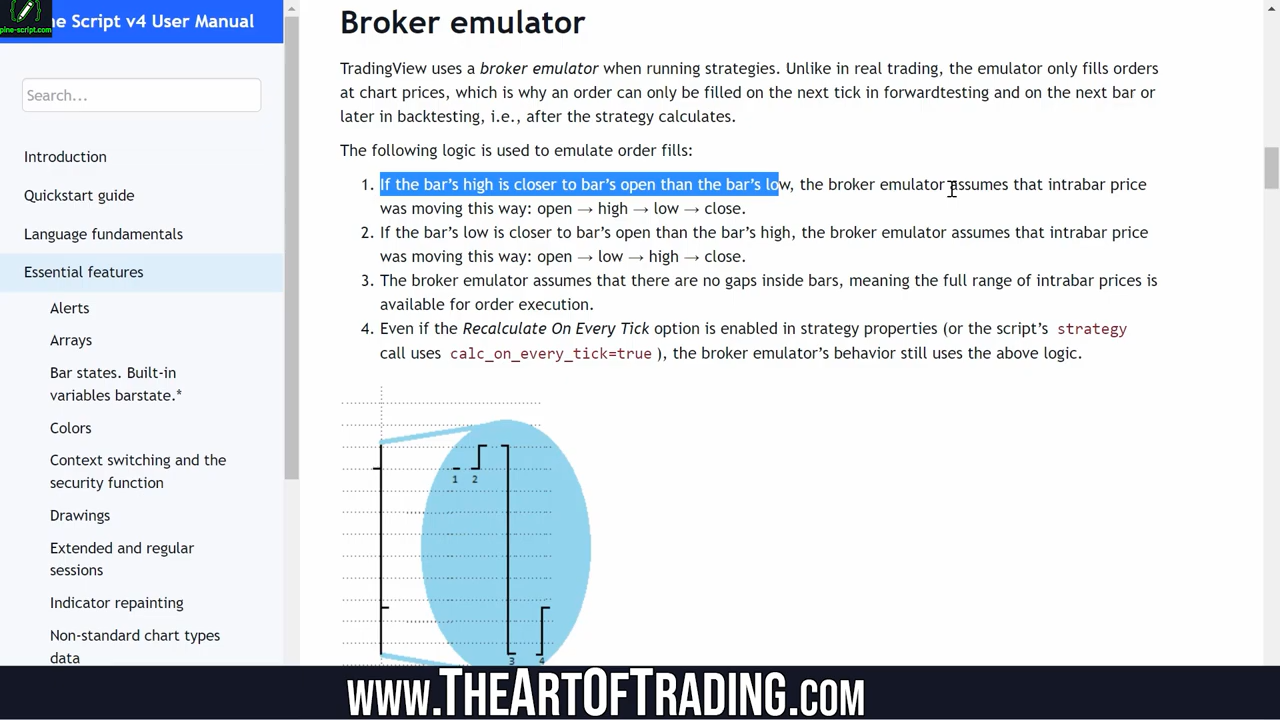 ne Script v4 User Manual
pine-script.com
Search...
Introduction
Quickstart guide
Language fundamentals
Essential features
Alerts
Arrays
Bar states. Built-in
variables barstate.*
Colors
Context switching and the
security function
Drawings
Extended and regular
sessions
Indicator repainting
Non-standard chart types
data
Broker emulator
TradingView uses a broker emulator when running strategies. Unlike in real trading, the emulator only fills orders
at chart prices, which is why an order can only be filled on the next tick in forwardtesting and on the next bar or
later in backtesting, i.e., after the strategy calculates.
The following logic is used to emulate order fills:
1. If the bar’s high is closer to bar’s open than the bar’s low, the broker emulator assumes that intrabar price
was moving this way: open → high → low → close.
2. If the bar’s low is closer to bar’s open than the bar’s high, the broker emulator assumes that intrabar price
was moving this way: open → low → high → close.
3. The broker emulator assumes that there are no gaps inside bars, meaning the full range of intrabar prices is
available for order execution.
4. Even if the Recalculate On Every Tick option is enabled in strategy properties (or the script’s strategy
call uses calc_on_every_tick=true ), the broker emulator’s behavior still uses the above logic.
1 2
3 4
www.TheArtOfTrading.com